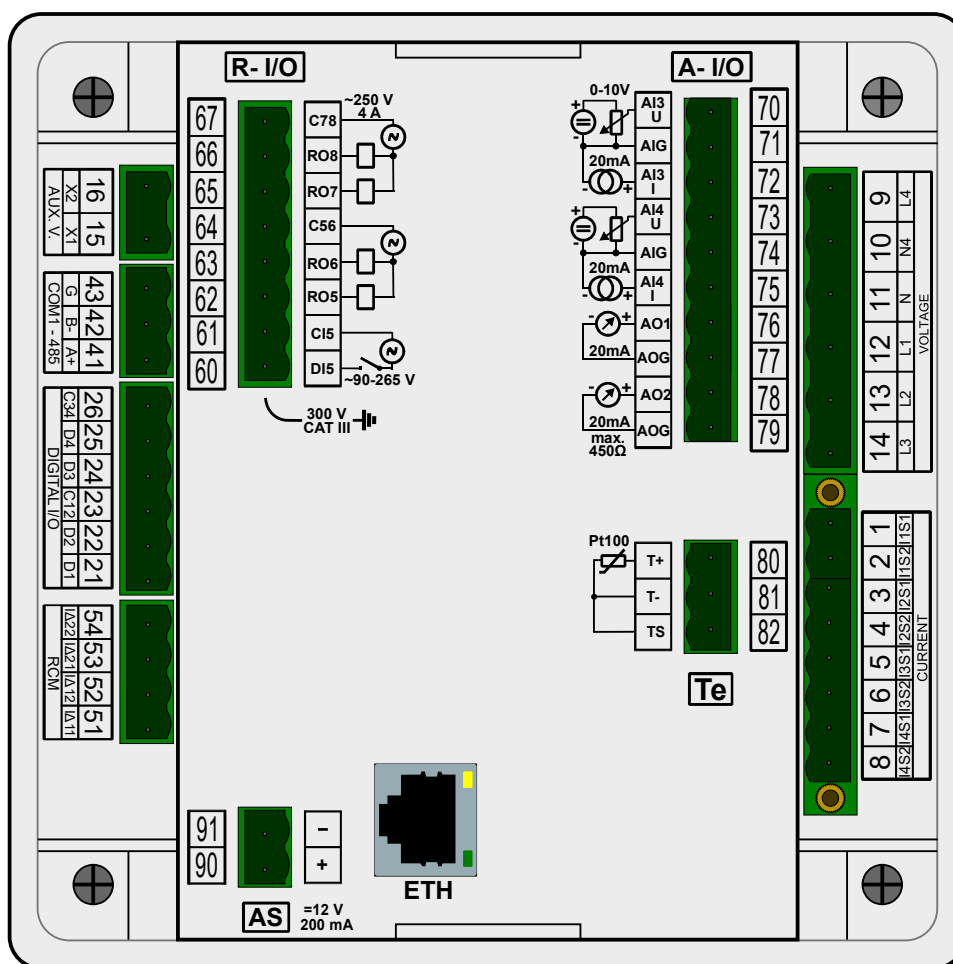 R- I/O
67
66
65
64
63
62
61
60
C78
RO8
RO7
C56
RO6
RO5
CI5
DI5
~250 V
4 A
~90-265 V
300 V
CAT III
A- I/O
0-10V
+
-
20mA
-
+
+
-
20mA
-
+
-
+
20mA
-
+
20mA
max.
450Ω
AI3
U
AIG
AI3
I
AI4
U
AIG
AI4
I
AO1
AOG
AO2
AOG
70
71
72
73
74
75
76
77
78
79
16 15
X2 X1
AUX. V.
43 42 41
G B- A+
COM1 - 485
26 25 24 23 22 21
C34 D4 D3 C12 D2 D1
DIGITAL I/O
54 53 52 51
IΔ22 IΔ21 IΔ12 IΔ11
RCM
9 10 11 12 13 14
L4 N4 N L1 L2 L3
VOLTAGE
1 2 3 4 5 6 7 8
I1S1 I1S2 I2S1 I2S2 I3S1 I3S2 I4S1 I4S2
CURRENT
Pt100
T+
T-
TS
80
81
82
Te
91
90
−
+
AS
=12 V
200 mA
ETH